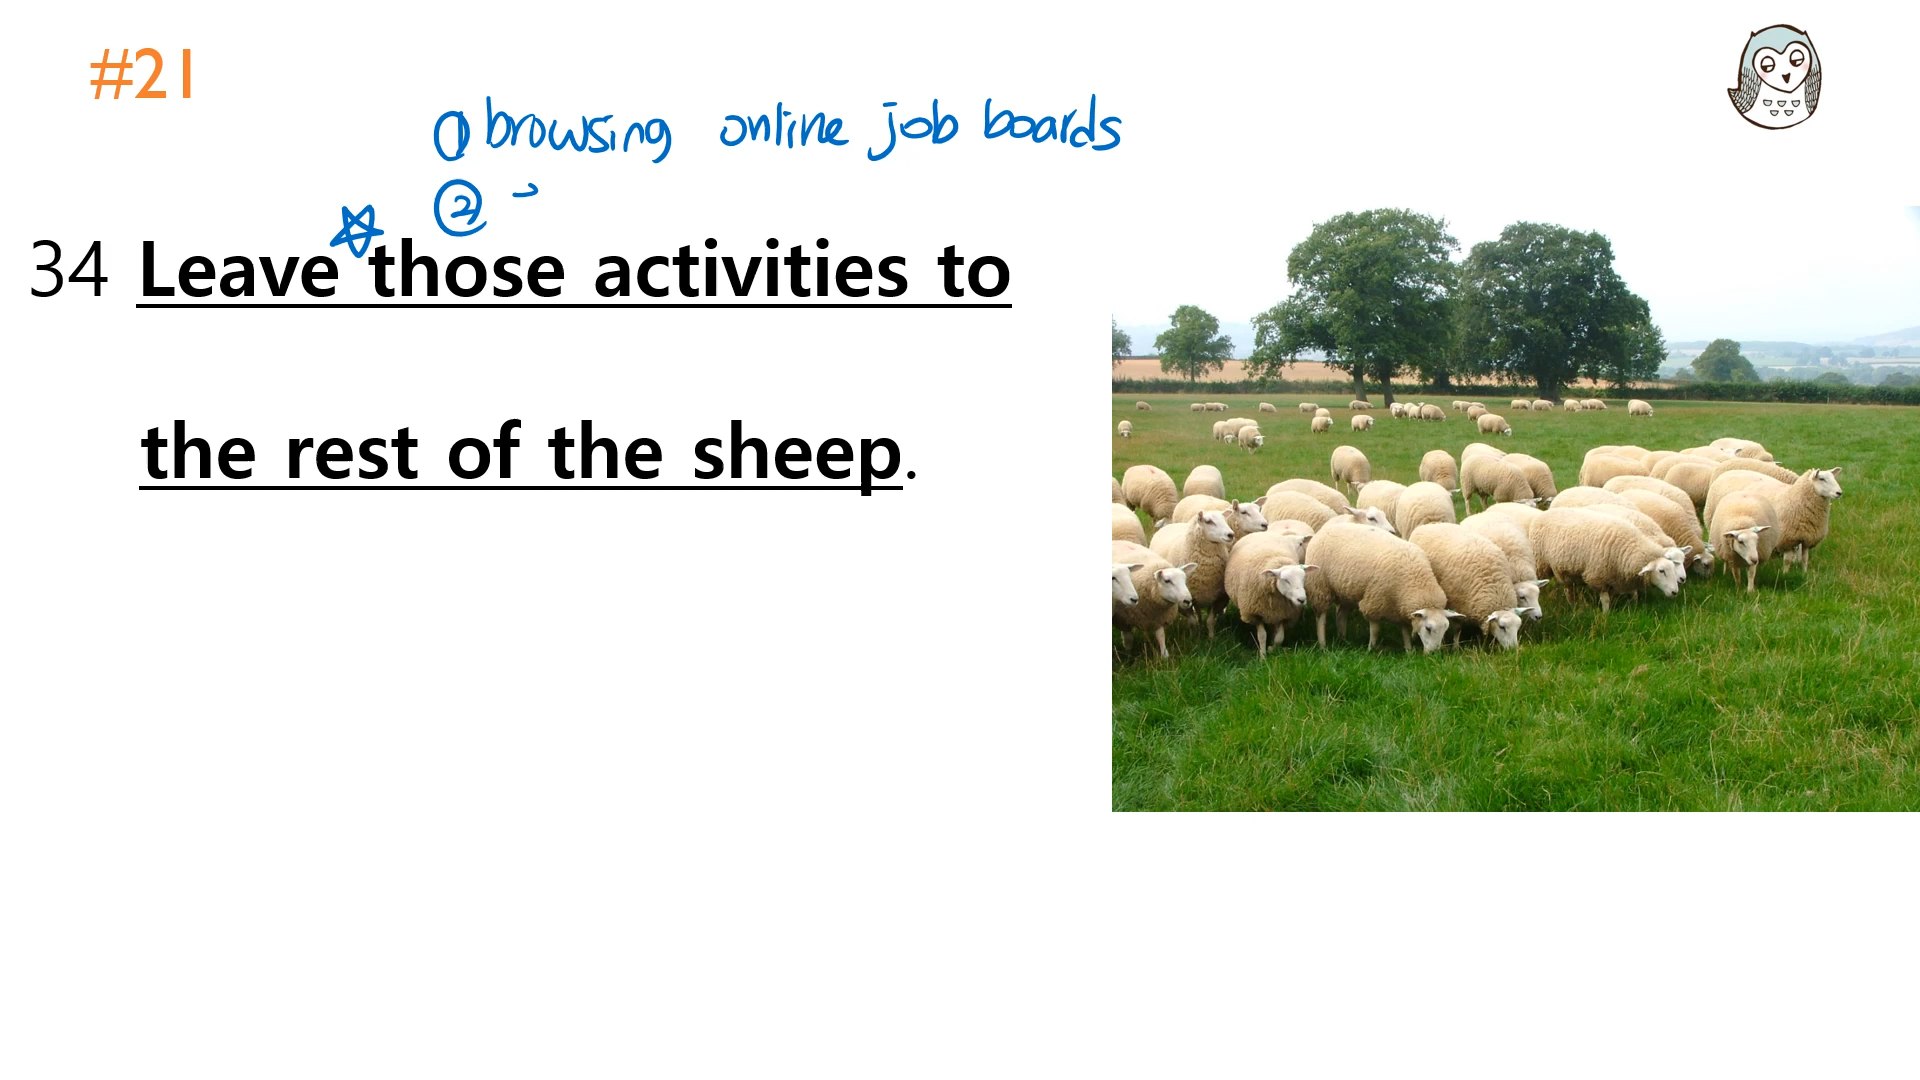 #21
① browsing online job boards
②
34 Leave those activities to
the rest of the sheep.